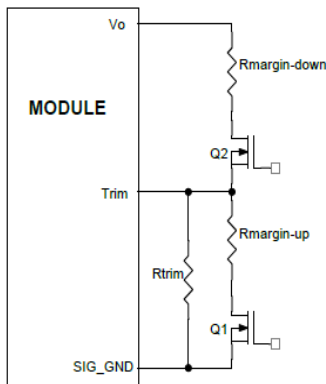 Vo
Rmargin-down
MODULE
Q2
Trim
Rmargin-up
Rtrim
Q1
SIG_GND